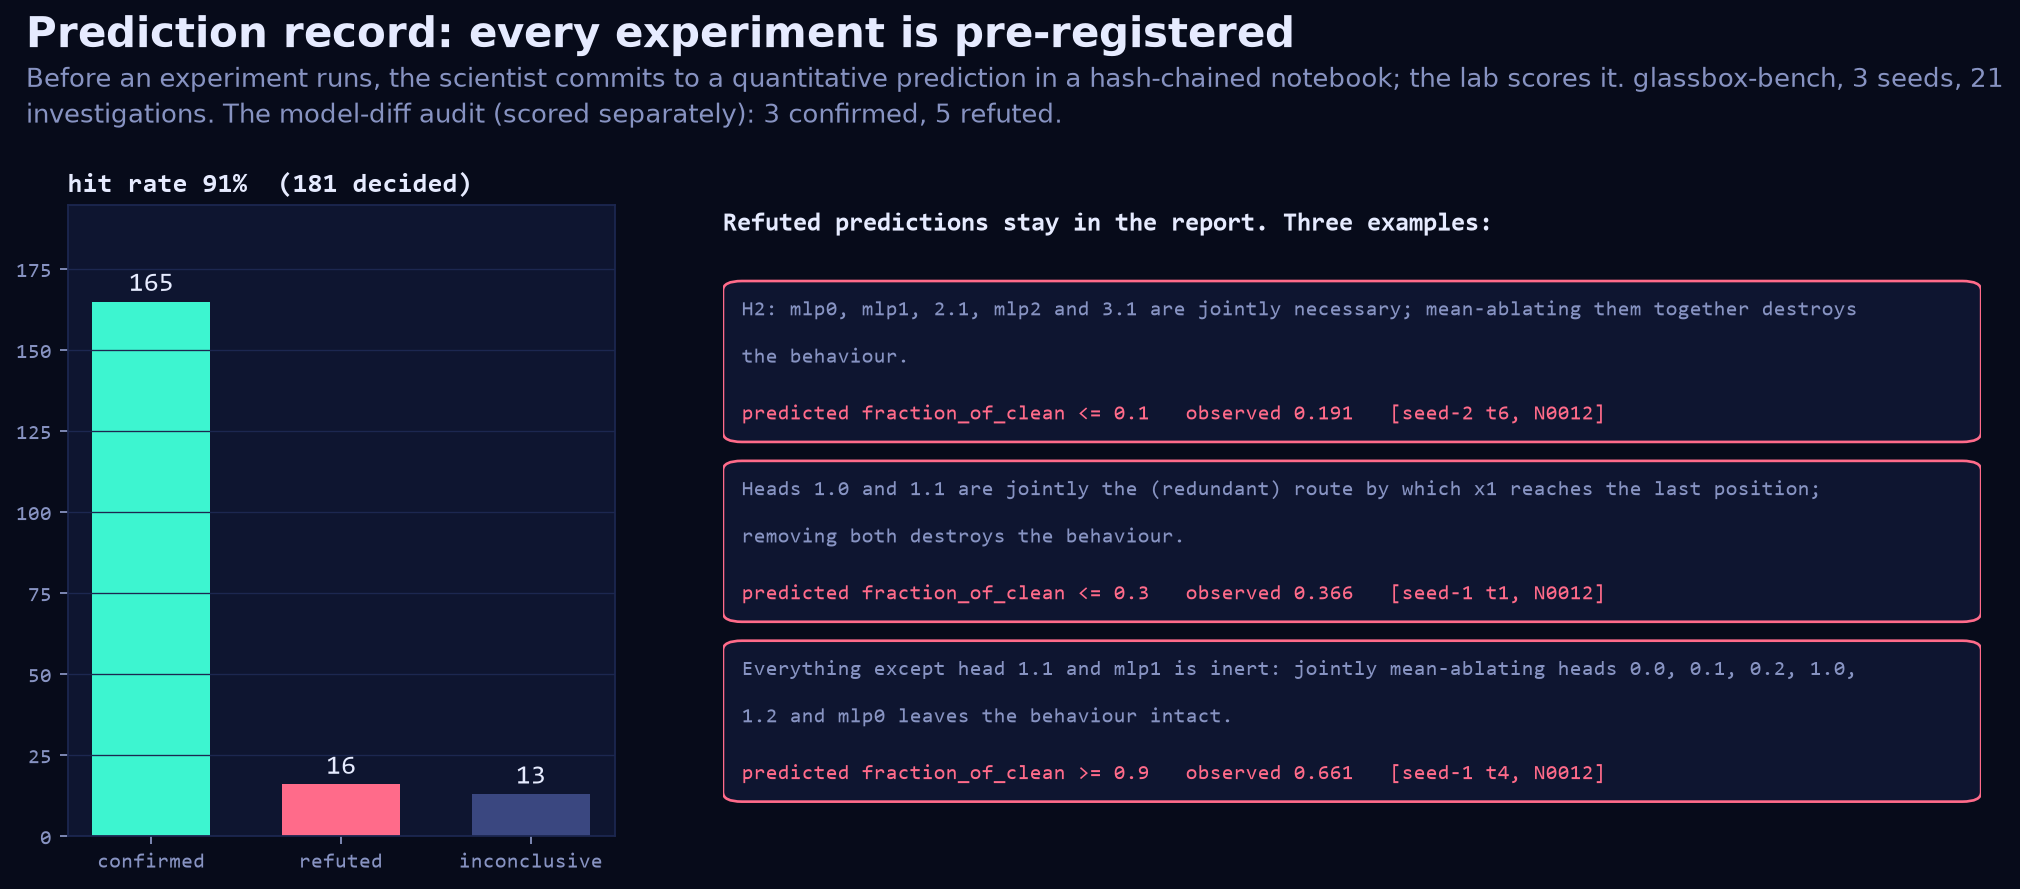 Prediction record: every experiment is pre-registered
Before an experiment runs, the scientist commits to a quantitative prediction in a hash-chained notebook; the lab scores it. glassbox-bench, 3 seeds, 21
investigations. The model-diff audit (scored separately): 3 confirmed, 5 refuted.
hit rate 91%  (181 decided)
175
150
125
100
75
50
25
0
165
16
13
confirmed
refuted
inconclusive
Refuted predictions stay in the report. Three examples:
H2: mlp0, mlp1, 2.1, mlp2 and 3.1 are jointly necessary; mean-ablating them together destroys
the behaviour.
predicted fraction_of_clean <= 0.1   observed 0.191   [seed-2 t6, N0012]
Heads 1.0 and 1.1 are jointly the (redundant) route by which x1 reaches the last position;
removing both destroys the behaviour.
predicted fraction_of_clean <= 0.3   observed 0.366   [seed-1 t1, N0012]
Everything except head 1.1 and mlp1 is inert: jointly mean-ablating heads 0.0, 0.1, 0.2, 1.0,
1.2 and mlp0 leaves the behaviour intact.
predicted fraction_of_clean >= 0.9   observed 0.661   [seed-1 t4, N0012]